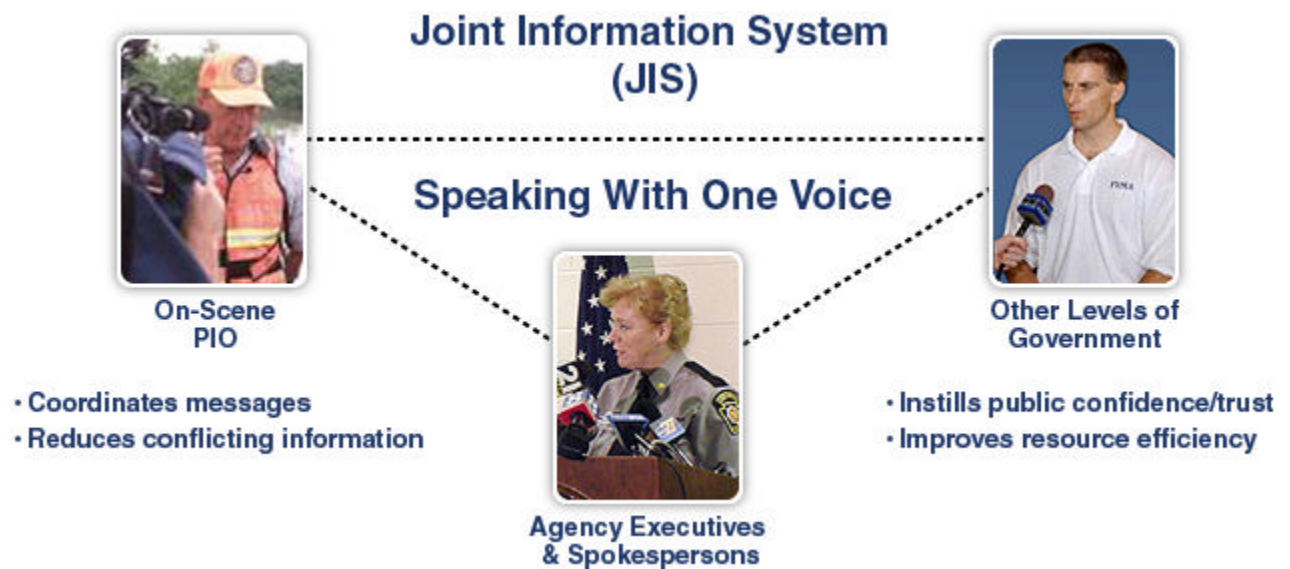 Joint Information System
(JIS)
Speaking With One Voice
On-Scene
PIO
Other Levels of
Government
• Coordinates messages
• Reduces conflicting information
• Instills public confidence/trust
• Improves resource efficiency
Agency Executives
& Spokespersons